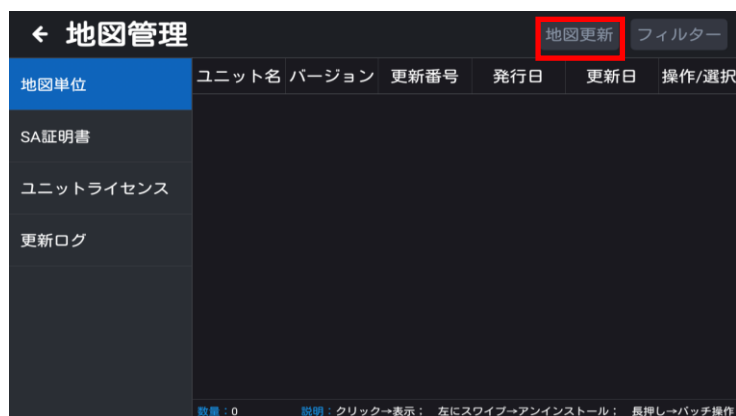 ← 地図管理 地図更新 フィルター
地図単位 ユニット名 バージョン 更新番号 発行日 更新日 操作/選択
SA証明書
ユニットライセンス
更新ログ
数量：0 説明：クリック→表示； 左にスワイプ→アンインストール； 長押し→バッチ操作